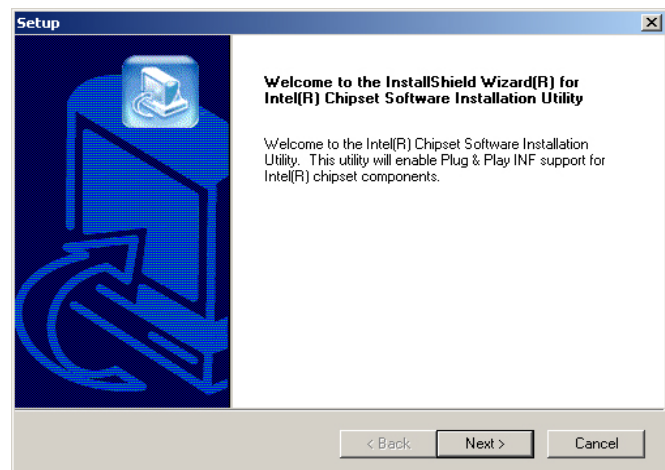 Setup
Welcome to the InstallShield Wizard(R) for
Intel(R) Chipset Software Installation Utility
Welcome to the Intel(R) Chipset Software Installation
Utility.  This utility will enable Plug & Play INF support for
Intel(R) chipset components.
< Back
Next >
Cancel